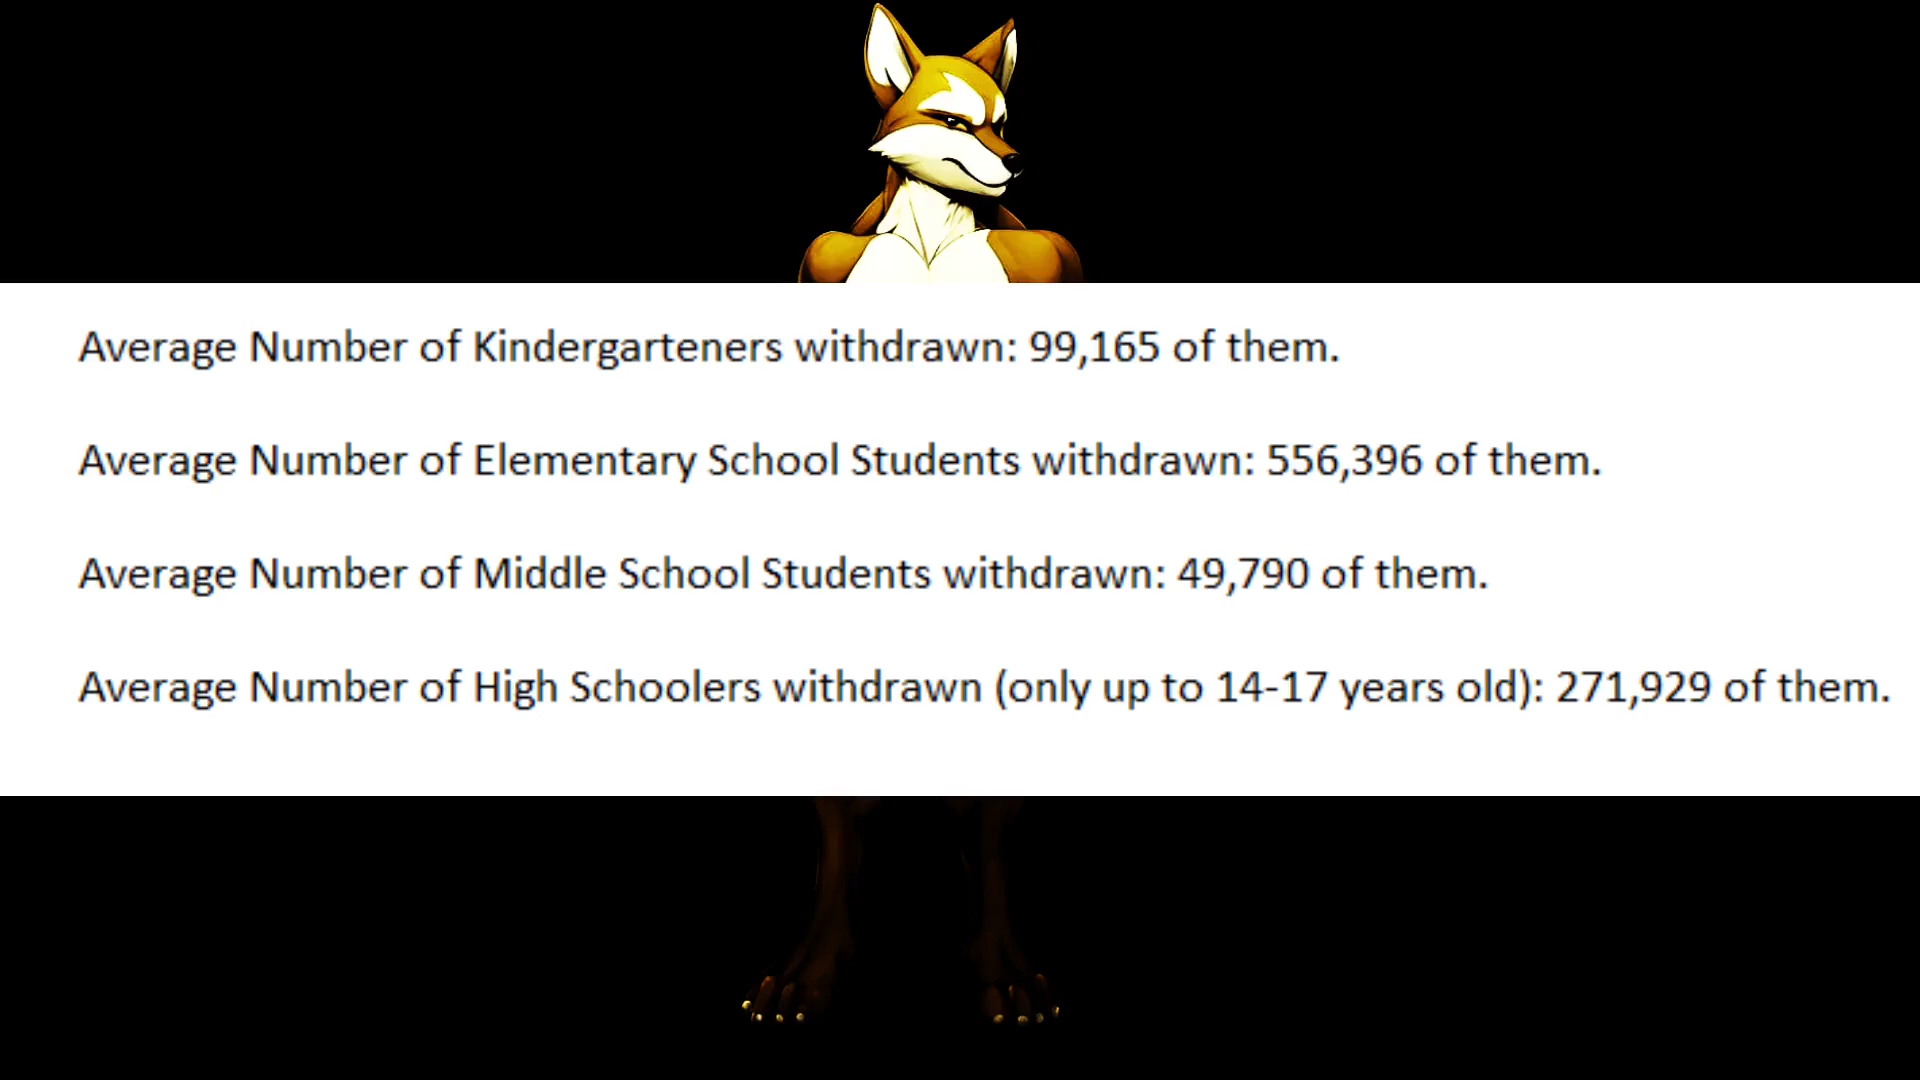 Average Number of Kindergarteners withdrawn: 99,165 of them.
Average Number of Elementary School Students withdrawn: 556,396 of them.
Average Number of Middle School Students withdrawn: 49,790 of them.
Average Number of High Schoolers withdrawn (only up to 14-17 years old): 271,929 of them.